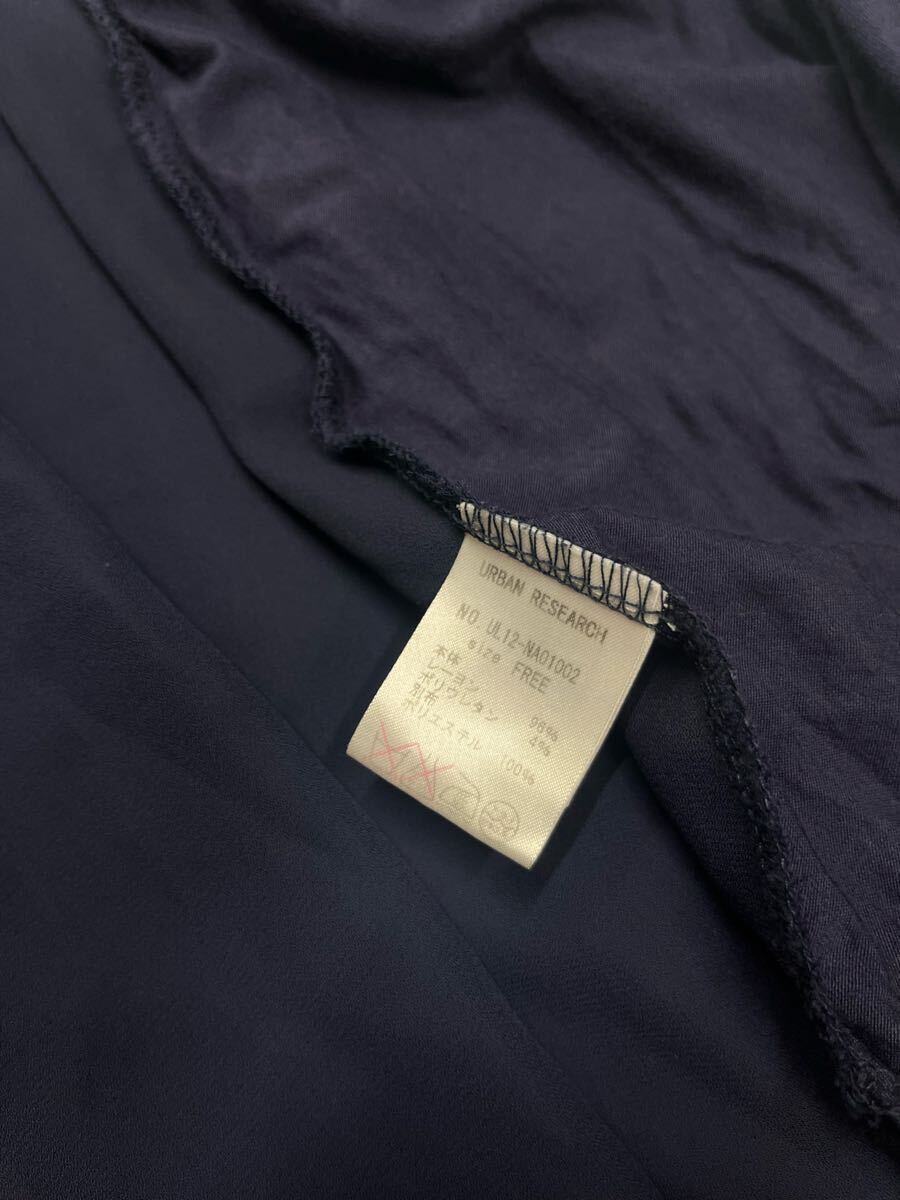 URBAN RESEARCH
NO UL12-NA01002
size FREE
本体
レーヨン 96%
ポリウレタン 4%
別布
ポリエステル 100%